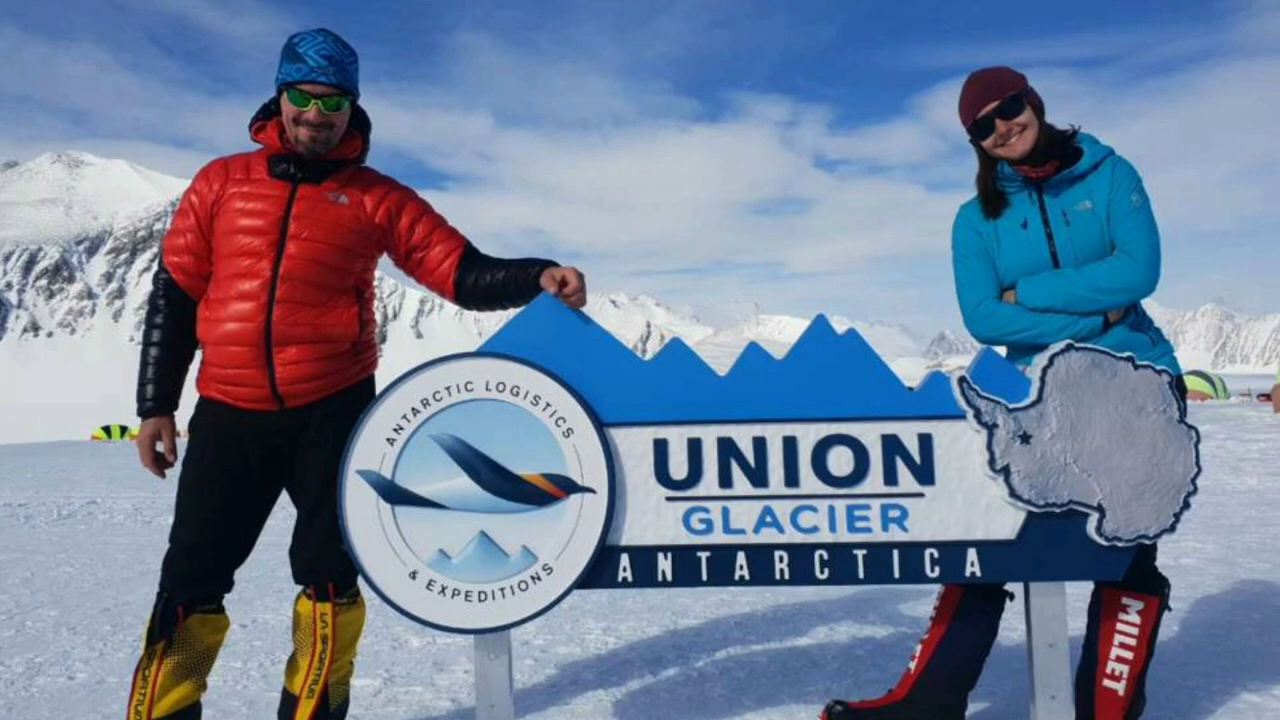 ANTARCTIC LOGISTICS
& EXPEDITIONS
UNION
GLACIER
ANTARCTICA
LA SPORTIVA
MILLET